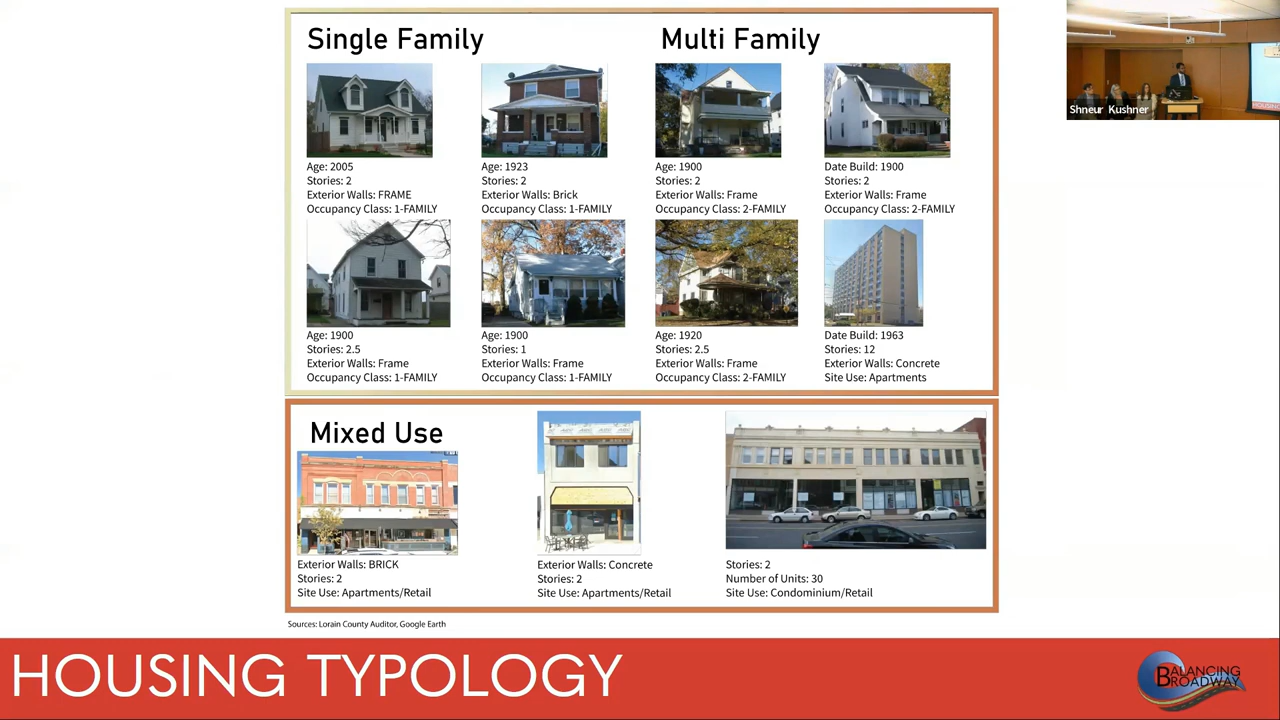 Single Family
Multi Family
Age: 2005
Stories: 2
Exterior Walls: FRAME
Occupancy Class: 1-FAMILY
Age: 1923
Stories: 2
Exterior Walls: Brick
Occupancy Class: 1-FAMILY
Age: 1900
Stories: 2
Exterior Walls: Frame
Occupancy Class: 2-FAMILY
Date Build: 1900
Stories: 2
Exterior Walls: Frame
Occupancy Class: 2-FAMILY
Age: 1900
Stories: 2.5
Exterior Walls: Frame
Occupancy Class: 1-FAMILY
Age: 1900
Stories: 1
Exterior Walls: Frame
Occupancy Class: 1-FAMILY
Age: 1920
Stories: 2.5
Exterior Walls: Frame
Occupancy Class: 2-FAMILY
Date Build: 1963
Stories: 12
Exterior Walls: Concrete
Site Use: Apartments
Mixed Use
Exterior Walls: BRICK
Stories: 2
Site Use: Apartments/Retail
Exterior Walls: Concrete
Stories: 2
Site Use: Apartments/Retail
Stories: 2
Number of Units: 30
Site Use: Condominium/Retail
Sources: Lorain County Auditor, Google Earth
HOUSING TYPOLOGY
BALANCING
BROADWAY
Shneur Kushner